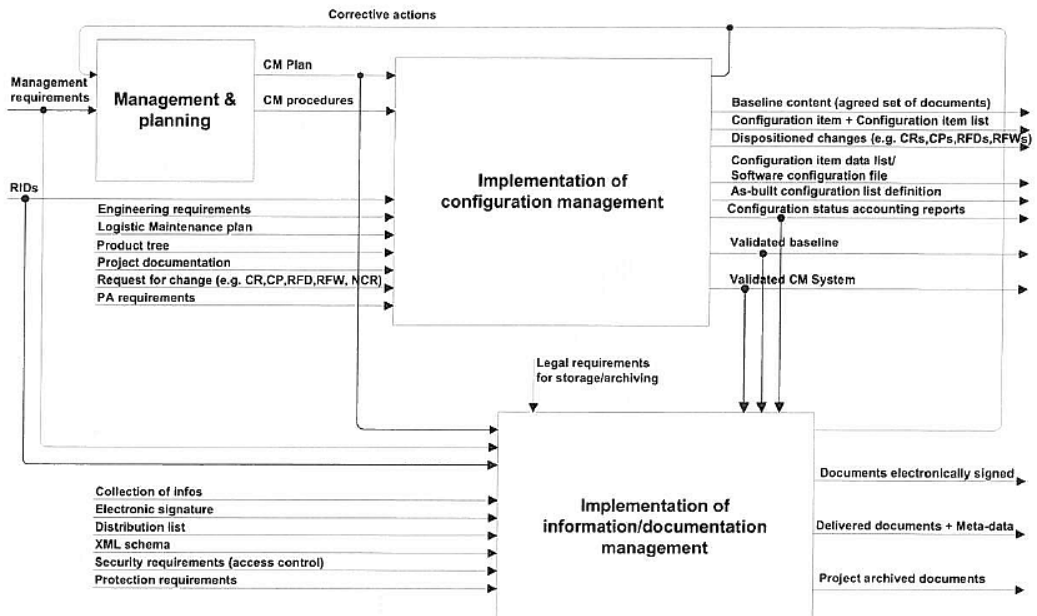 Corrective actions
Management
requirements
Management &
planning
CM Plan
CM procedures
RIDs
Engineering requirements
Logistic Maintenance plan
Product tree
Project documentation
Request for change (e.g. CR,CP,RFD,RFW, NCR)
PA requirements
Implementation of
configuration management
Baseline content (agreed set of documents)
Configuration item + Configuration item list
Dispositioned changes (e.g. CRs,CPs,RFDs,RFWs)
Configuration item data list/
Software configuration file
As-built configuration list definition
Configuration status accounting reports
Validated baseline
Validated CM System
Legal requirements
for storage/archiving
Collection of infos
Electronic signature
Distribution list
XML schema
Security requirements (access control)
Protection requirements
Implementation of
information/documentation
management
Documents electronically signed
Delivered documents + Meta-data
Project archived documents